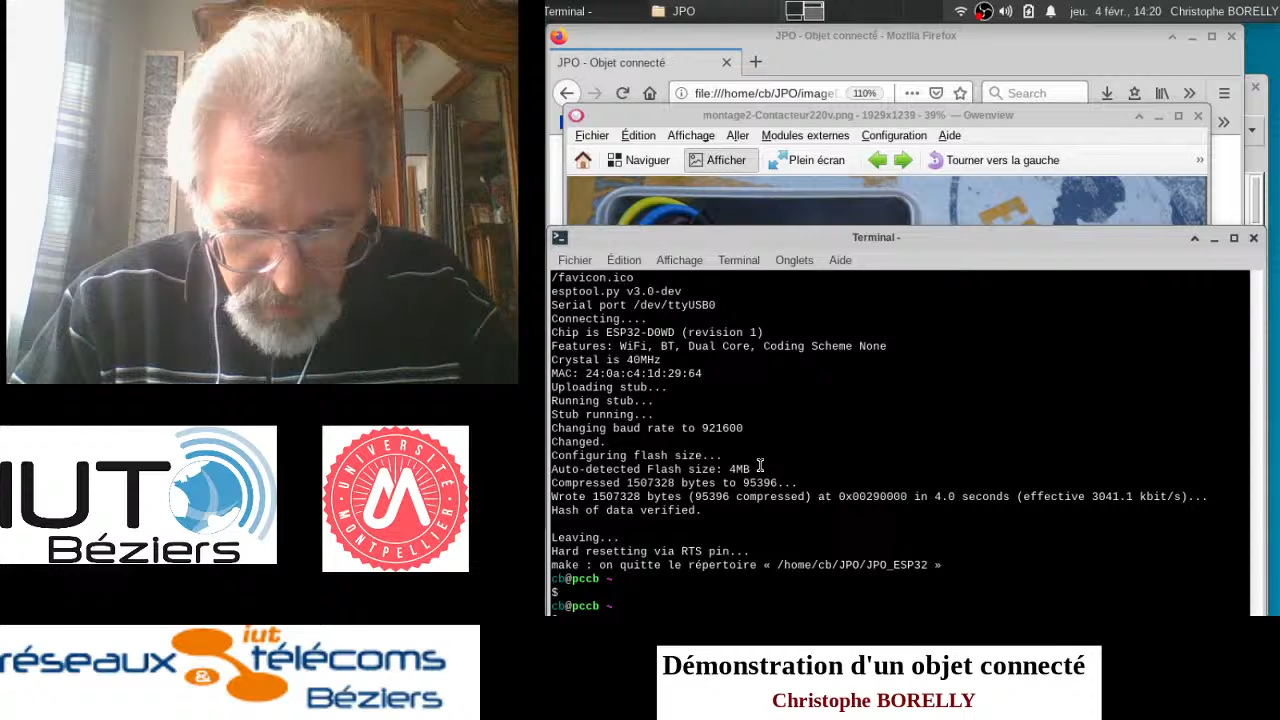 Terminal -
JPO
jeu. 4 févr., 14:20
Christophe BORELLY
JPO - Objet connecté - Mozilla Firefox
JPO - Objet connecté
file:///home/cb/JPO/image
110%
Search
montage2-Contacteur220v.png - 1929x1239 - 39% — Gwenview
Fichier Édition Affichage Aller Modules externes Configuration Aide
Naviguer Afficher Plein écran Tourner vers la gauche
Terminal -
Fichier Édition Affichage Terminal Onglets Aide
/favicon.ico
esptool.py v3.0-dev
Serial port /dev/ttyUSB0
Connecting....
Chip is ESP32-D0WD (revision 1)
Features: WiFi, BT, Dual Core, Coding Scheme None
Crystal is 40MHz
MAC: 24:0a:c4:1d:29:64
Uploading stub...
Running stub...
Stub running...
Changing baud rate to 921600
Changed.
Configuring flash size...
Auto-detected Flash size: 4MB
Compressed 1507328 bytes to 95396...
Wrote 1507328 bytes (95396 compressed) at 0x00290000 in 4.0 seconds (effective 3041.1 kbit/s)...
Hash of data verified.
Leaving...
Hard resetting via RTS pin...
make : on quitte le répertoire « /home/cb/JPO/JPO_ESP32 »
cb@pccb ~
$
cb@pccb ~
IUT
Béziers
UNIVERSITÉ
MONTPELLIER
iut
réseaux & télécoms
Béziers
Démonstration d'un objet connecté
Christophe BORELLY